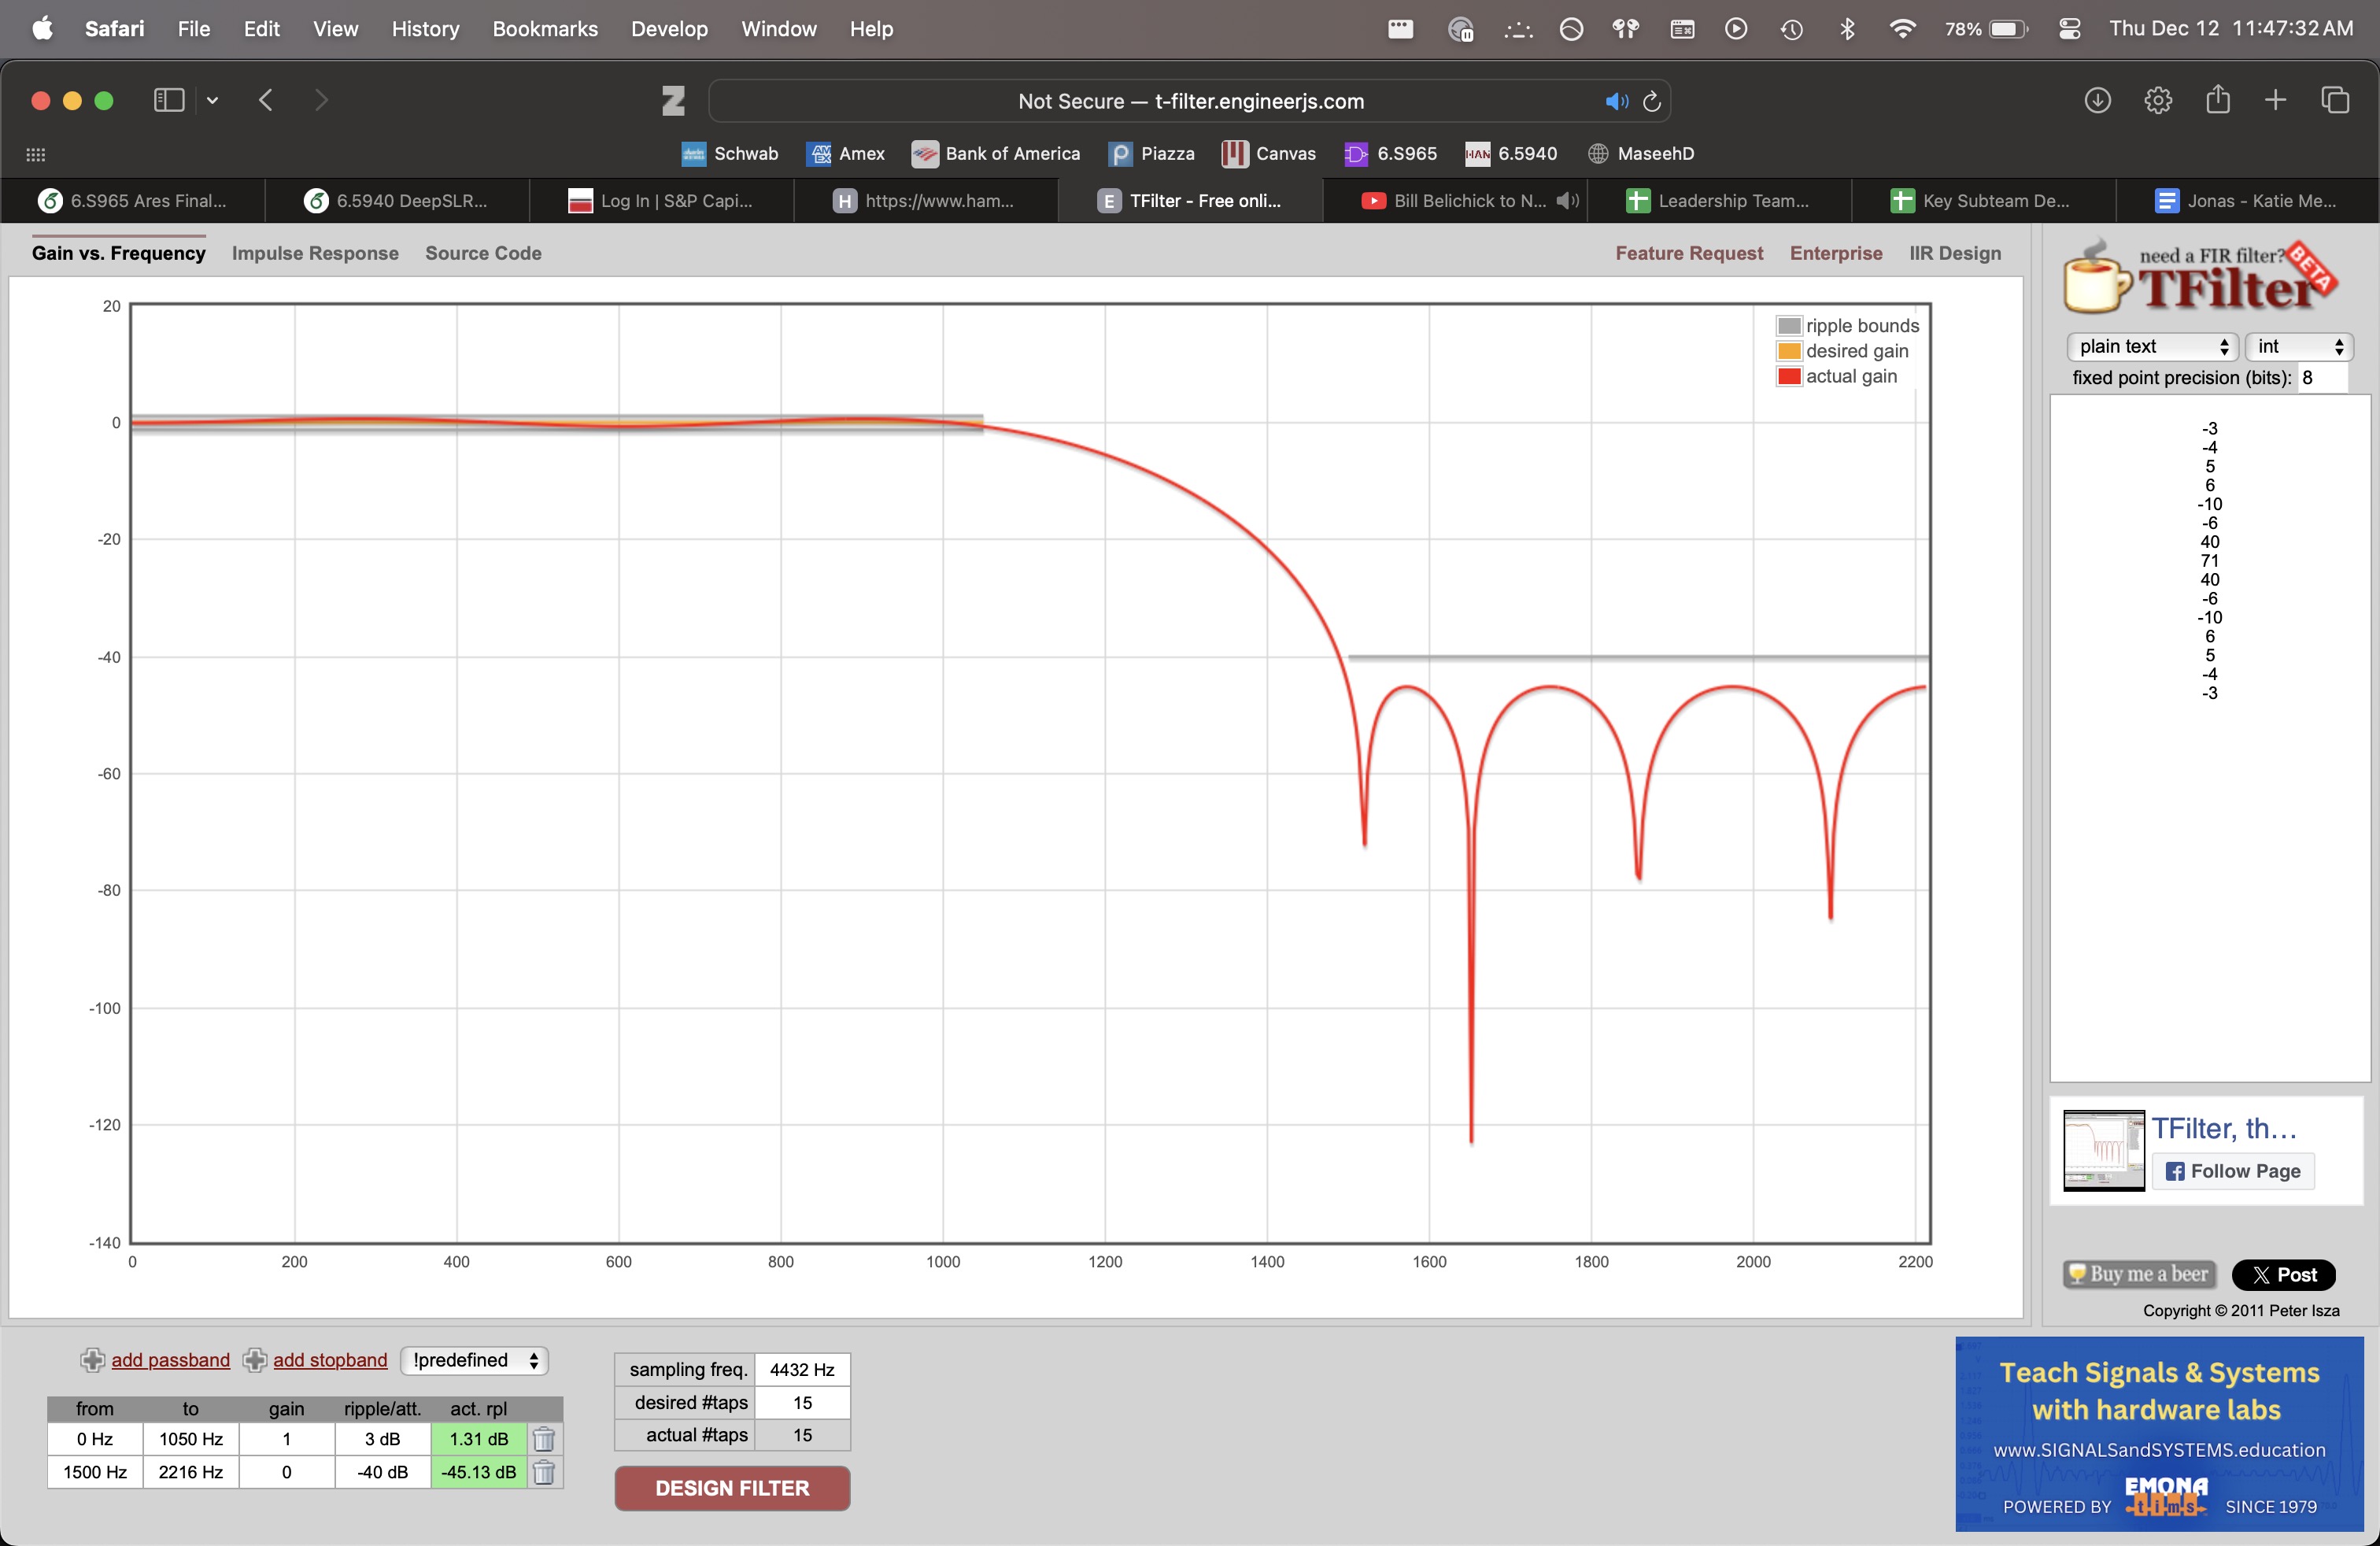 Safari File Edit View History Bookmarks Develop Window Help 78% Thu Dec 12 11:47:32 AM
Not Secure — t-filter.engineerjs.com
Schwab Amex Bank of America Piazza Canvas 6.S965 HAN 6.5940 MaseehD
6.S965 Ares Final... 6.5940 DeepSLR... Log In | S&P Capi... H https://www.ham... E TFilter - Free onli... Bill Belichick to N... Leadership Team... Key Subteam De... Jonas - Katie Me...
Gain vs. Frequency Impulse Response Source Code Feature Request Enterprise IIR Design
need a FIR filter?
TFilter
BETA
plain text int
fixed point precision (bits): 8
-3
-4
5
6
-10
-6
40
71
40
-6
-10
6
5
-4
-3
ripple bounds
desired gain
actual gain
20
0
-20
-40
-60
-80
-100
-120
-140
0 200 400 600 800 1000 1200 1400 1600 1800 2000 2200
TFilter, th...
Follow Page
Buy me a beer X Post
Copyright © 2011 Peter Isza
add passband add stopband !predefined
from to gain ripple/att. act. rpl
0 Hz 1050 Hz 1 3 dB 1.31 dB
1500 Hz 2216 Hz 0 -40 dB -45.13 dB
sampling freq. 4432 Hz
desired #taps 15
actual #taps 15
DESIGN FILTER
Teach Signals & Systems
with hardware labs
www.SIGNALSandSYSTEMS.education
POWERED BY EMONA t·i·m·s SINCE 1979